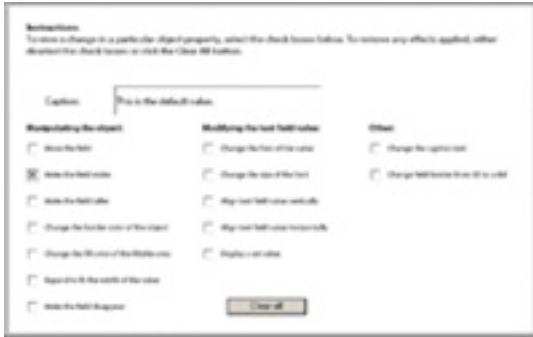 Instructions
To view a change in a particular object property, select the check boxes below. To remove any effects applied, either
deselect the check boxes or click the Clear All button.
Caption This is the default value.
Manipulating the object: Modifying the text field value: Other:
Move the field Change the font of the value Change the caption text
Make the field wider Change the size of the font Change field border from 3D to solid
Make the field taller Align text field value vertically
Change the border color of the object Align text field value horizontally
Change the fill color of the fillable area Display a set value
Expand to fit the width of the value
Make the field disappear Clear all